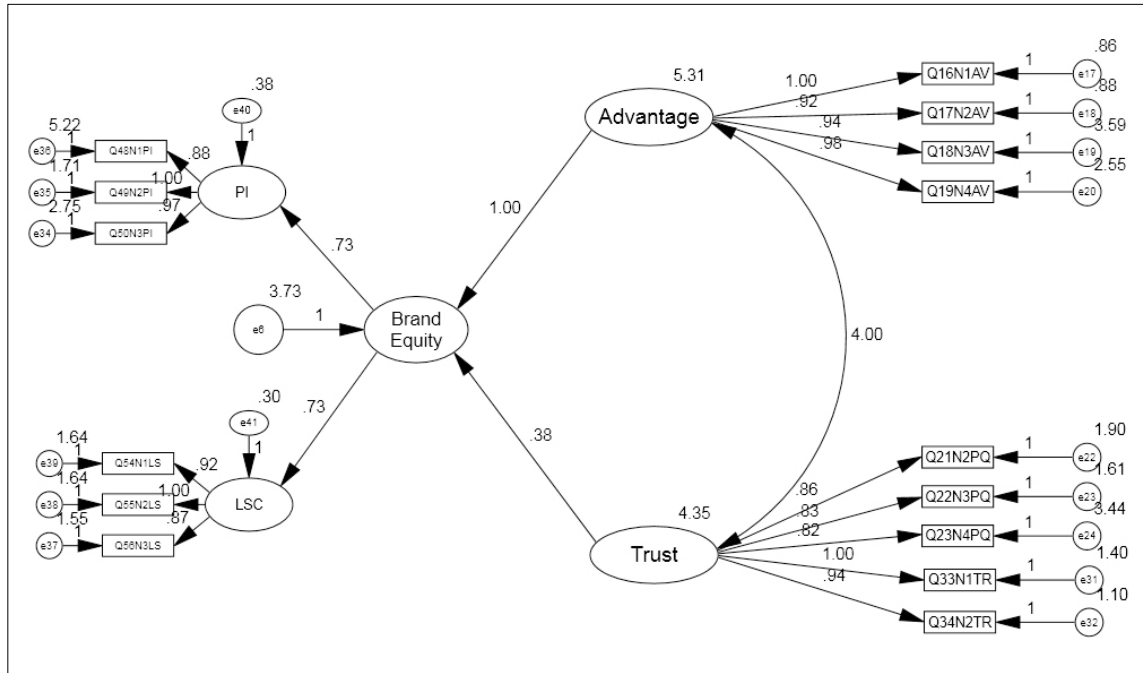 .86
5.31
1
1.00
Q16N1AV
e17
.38
.92
.88
1
Q17N2AV
e18
e40
Advantage
.94
3.59
5.22
1
1
Q18N3AV
1
e19
e36
Q48N1PI
.88
.98
2.55
1.71
1
Q19N4AV
1
e20
e35
Q49N2PI
1.00
PI
2.75
1
.97
e34
Q50N3PI
1
1.00
.73
3.73
e6
1
Brand
Equity
4.00
.30
.73
e41
.38
1.64
1
1
1.90
e39
Q54N1LS
.92
Q21N2PQ
1
e22
1.64
1
.86
1.61
e38
Q55N2LS
1.00
LSC
4.35
.83
Q22N3PQ
1
e23
1.55
1
.87
.82
3.44
e37
Q56N3LS
Q23N4PQ
1
e24
Trust
1.00
1.40
Q33N1TR
1
e31
.94
1.10
Q34N2TR
1
e32